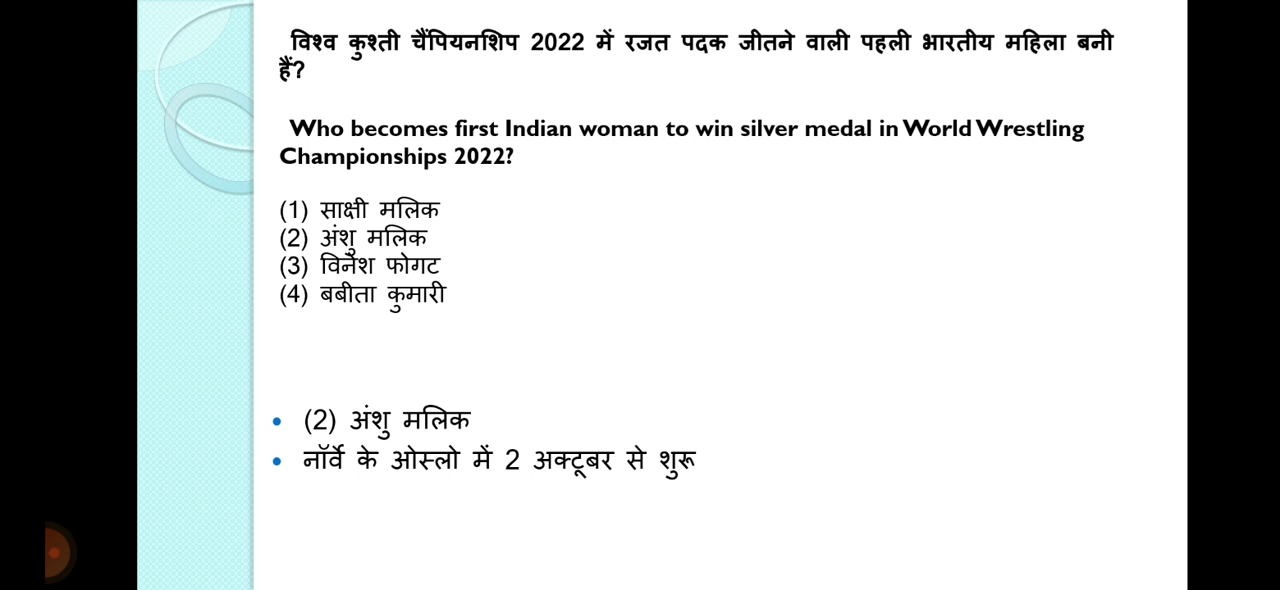 विश्व कुश्ती चैंपियनशिप 2022 में रजत पदक जीतने वाली पहली भारतीय महिला बनी
हैं?
Who becomes first Indian woman to win silver medal in World Wrestling
Championships 2022?
(1) साक्षी मलिक
(2) अंशु मलिक
(3) विनेश फोगट
(4) बबीता कुमारी
• (2) अंशु मलिक
• नॉर्वे के ओस्लो में 2 अक्टूबर से शुरू